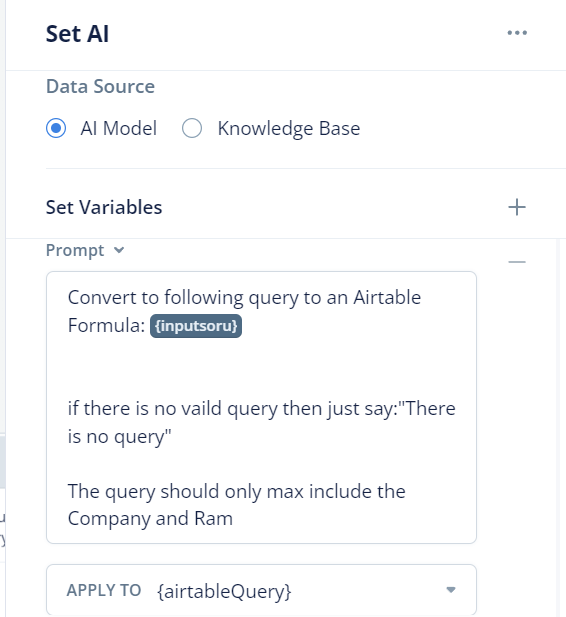 Set AI
Data Source
AI Model Knowledge Base
Set Variables
Prompt
Convert to following query to an Airtable
Formula: {inputsoru}
if there is no vaild query then just say:"There
is no query"
The query should only max include the
Company and Ram
APPLY TO {airtableQuery}